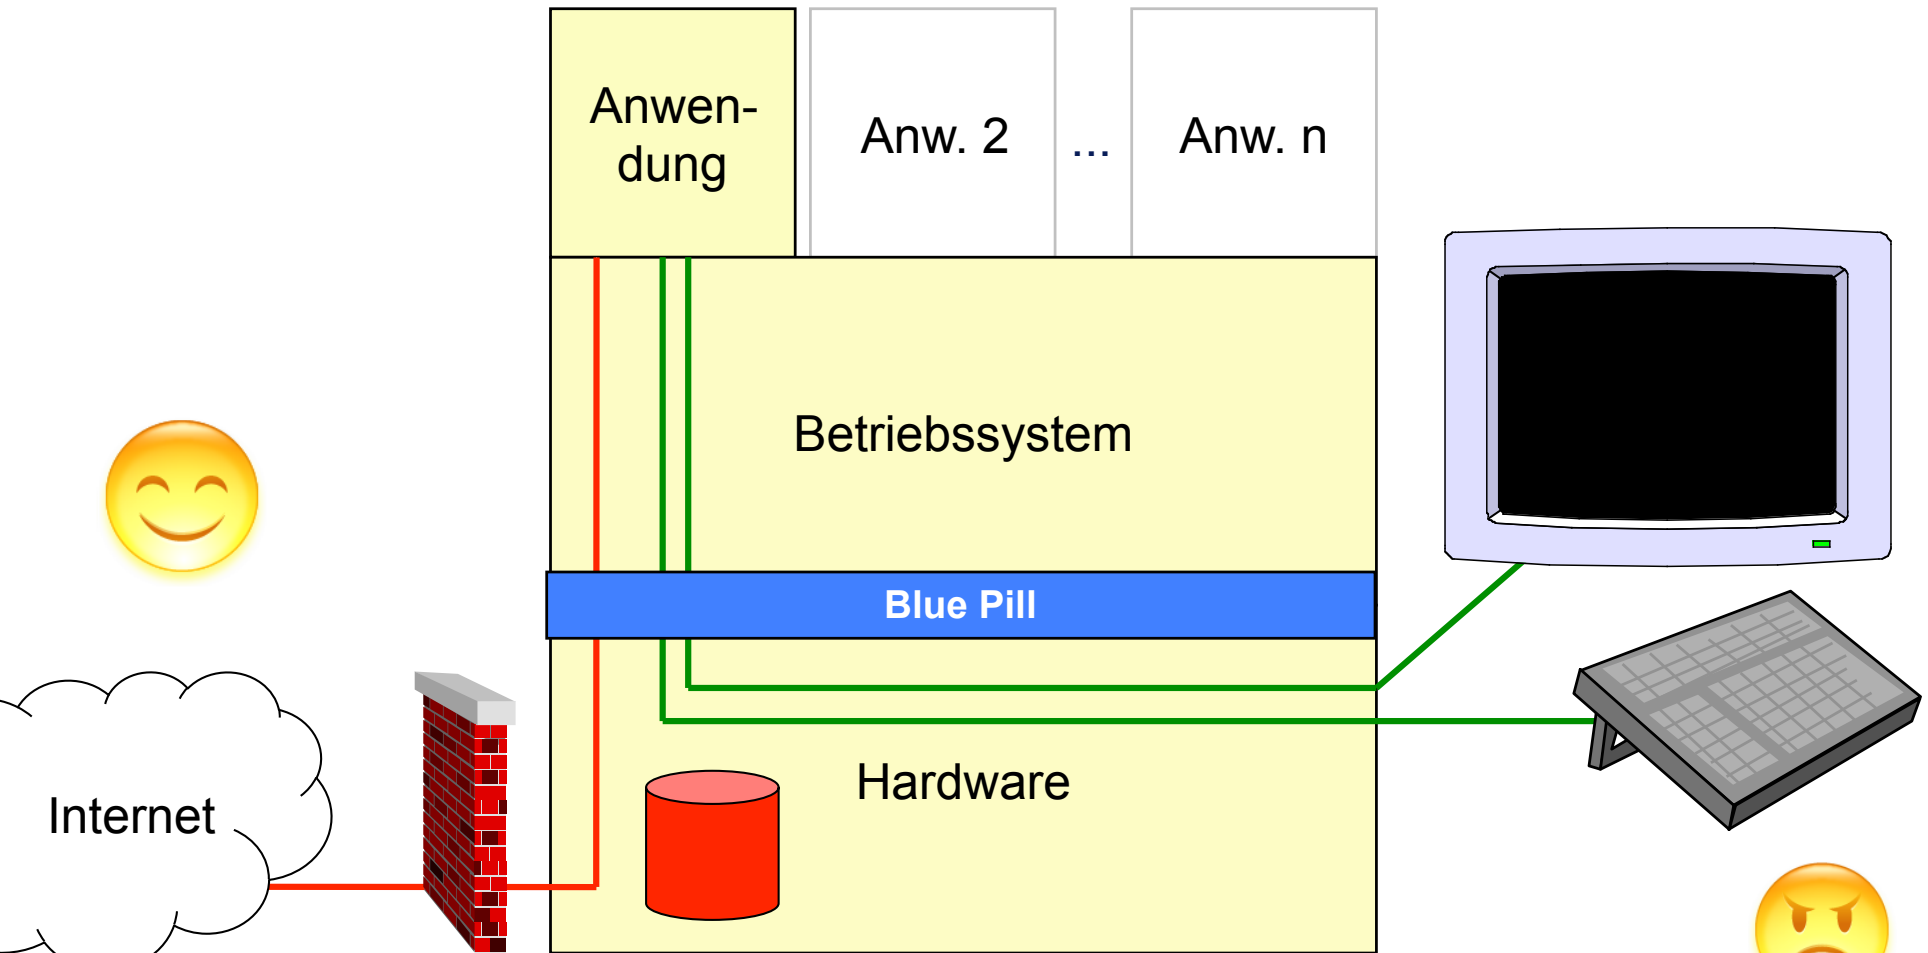 Anwen-
dung
Anw. 2
...
Anw. n
Betriebssystem
Blue Pill
Hardware
Internet